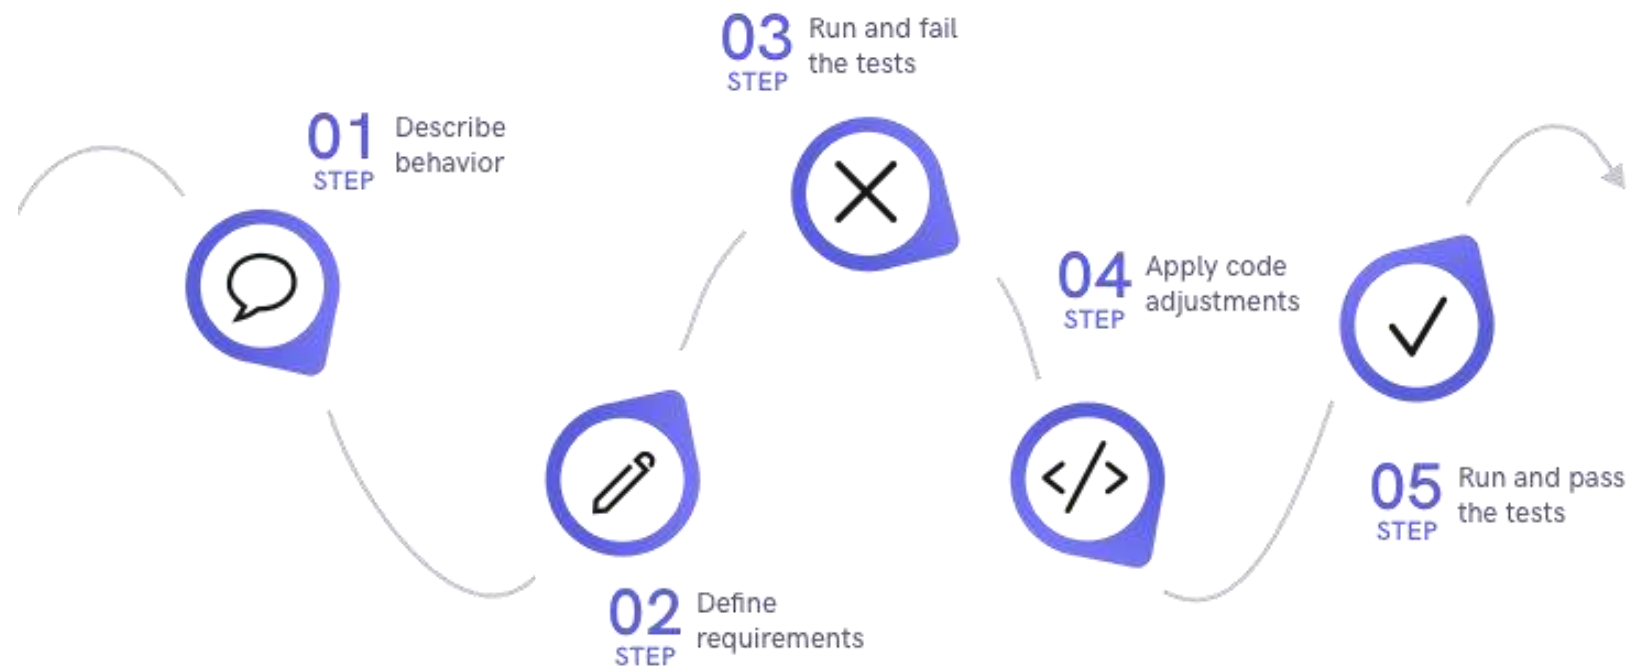 01
STEP
Describe
behavior
02
STEP
Define
requirements
03
STEP
Run and fail
the tests
04
STEP
Apply code
adjustments
05
STEP
Run and pass
the tests